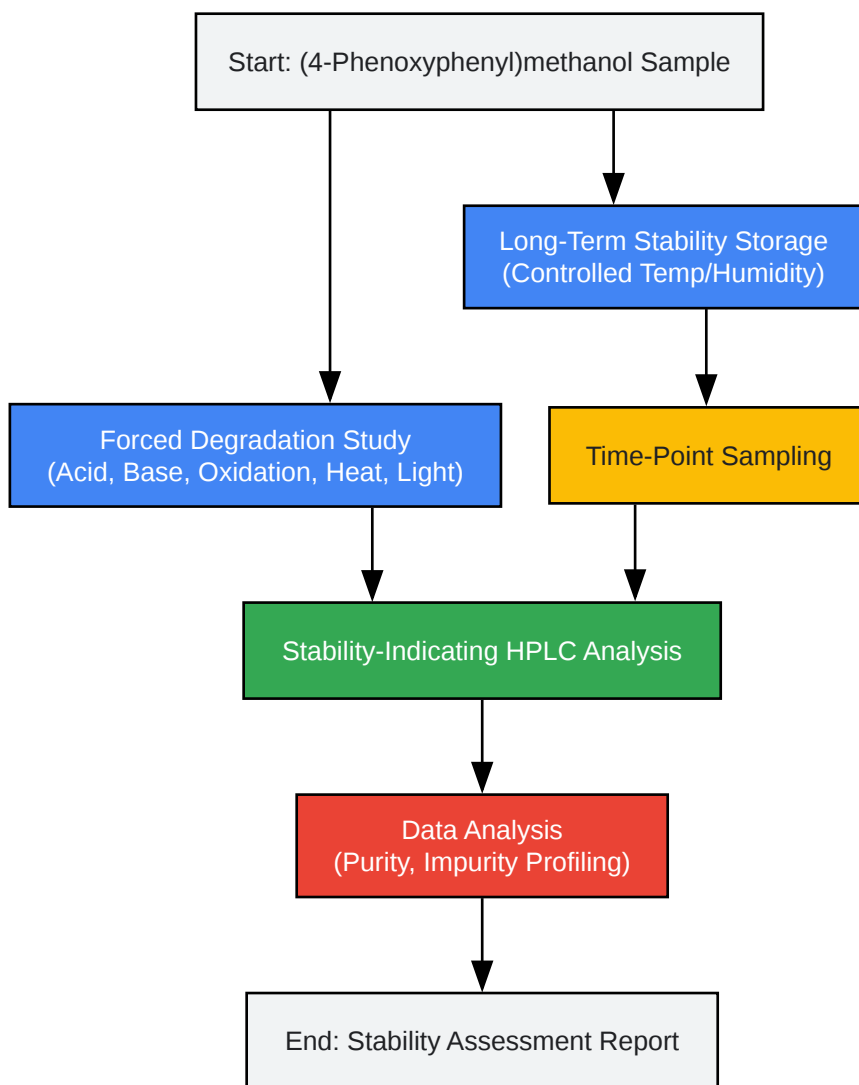 Start: (4-Phenoxyphenyl)methanol Sample
Long-Term Stability Storage
(Controlled Temp/Humidity)
Forced Degradation Study
(Acid, Base, Oxidation, Heat, Light)
Time-Point Sampling
Stability-Indicating HPLC Analysis
Data Analysis
(Purity, Impurity Profiling)
End: Stability Assessment Report